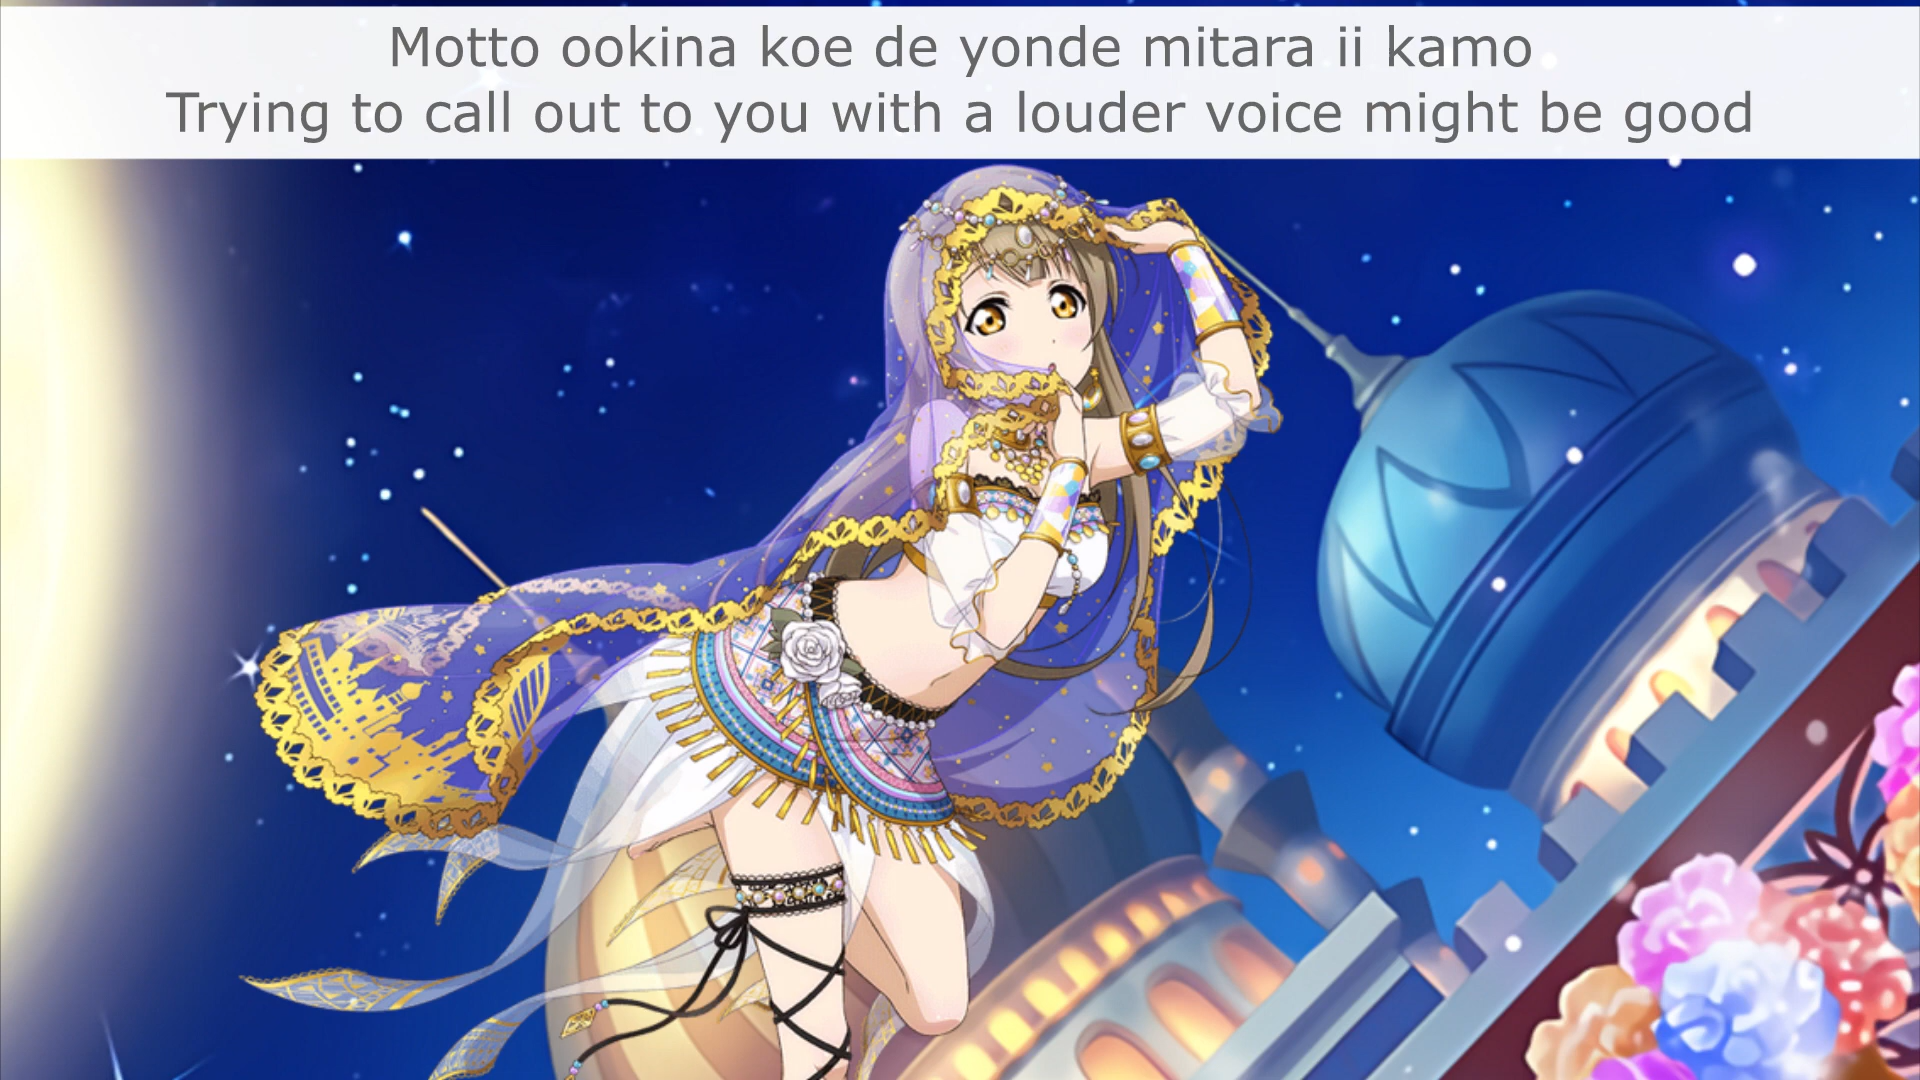 Motto ookina koe de yonde mitara ii kamo
Trying to call out to you with a louder voice might be good